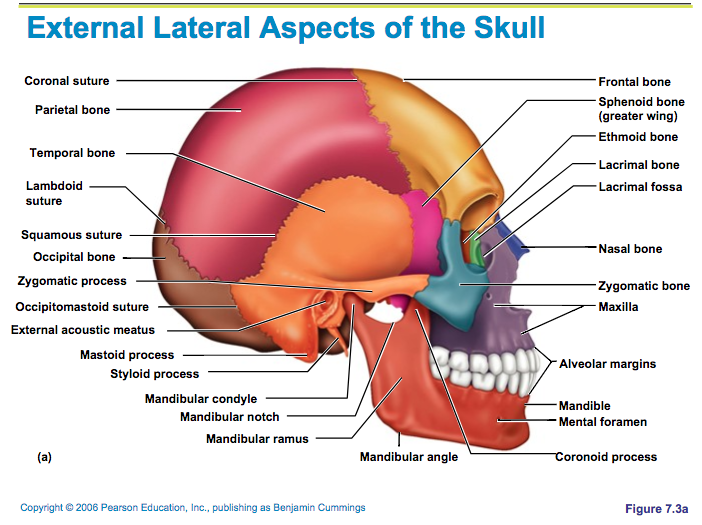 External Lateral Aspects of the Skull
Coronal suture
Parietal bone
Temporal bone
Lambdoid
suture
Squamous suture
Occipital bone
Zygomatic process
Occipitomastoid suture
External acoustic meatus
Mastoid process
Styloid process
Mandibular condyle
Mandibular notch
Mandibular ramus
Mandibular angle
Frontal bone
Sphenoid bone
(greater wing)
Ethmoid bone
Lacrimal bone
Lacrimal fossa
Nasal bone
Zygomatic bone
Maxilla
Alveolar margins
Mandible
Mental foramen
Coronoid process
(a)
Copyright © 2006 Pearson Education, Inc., publishing as Benjamin Cummings
Figure 7.3a